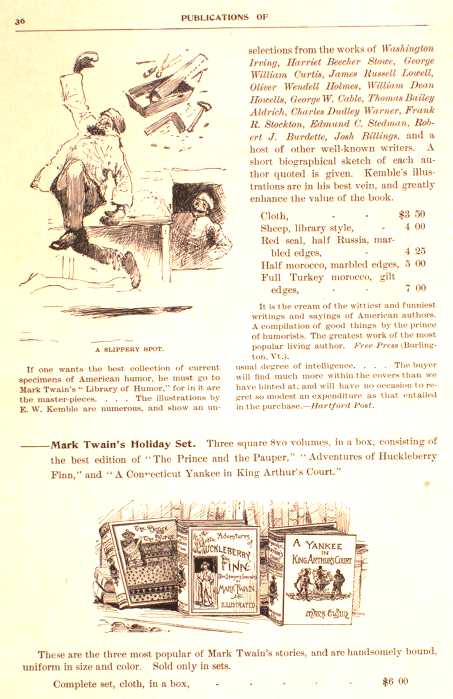 36
PUBLICATIONS OF
selections from the works of Washington
Irving, Harriet Beecher Stowe, George
William Curtis, James Russell Lowell,
Oliver Wendell Holmes, William Dean
Howells, George W. Cable, Thomas Bailey
Aldrich, Charles Dudley Warner, Frank
R. Stockton, Edmund C. Stedman, Rob-
ert J. Burdette, Josh Billings, and a
host of other well-known writers. A
short biographical sketch of each au-
thor quoted is given. Kemble's illus-
trations are in his best vein, and greatly
enhance the value of the book.
Cloth, - - $3 50
Sheep, library style, - 4 00
Red seal, half Russia, mar-
bled edges, - - 4 25
Half morocco, marbled edges, 5 00
Full Turkey morocco, gilt
edges, - - 7 00
It is the cream of the wittiest and funniest
writings and sayings of American authors.
A compilation of good things by the prince
of humorists. The greatest work of the most
popular living author. Free Press (Burling-
ton, Vt.).
A SLIPPERY SPOT.
If one wants the best collection of current
specimens of American humor, he must go to
Mark Twain's "Library of Humor," for in it are
the master-pieces. . . . . The illustrations by
E. W. Kemble are numerous, and show an un-
usual degree of intelligence. . . . . The buyer
will find much more within the covers than we
have hinted at, and will have no occasion to re-
gret so modest an expenditure as that entailed
in the purchase.—Hartford Post.
——Mark Twain's Holiday Set. Three square 8vo volumes, in a box, consisting of
the best edition of "The Prince and the Pauper," "Adventures of Huckleberry
Finn," and "A Connecticut Yankee in King Arthur's Court."
The Prince
The Pauper
Adventures of
HUCKLEBERRY
FINN
MARK TWAIN
ILLUSTRATED
A YANKEE
IN
KING ARTHUR'S COURT
MARK TWAIN
These are the three most popular of Mark Twain's stories, and are handsomely bound,
uniform in size and color. Sold only in sets.
Complete set, cloth, in a box, - - - - - $6 00